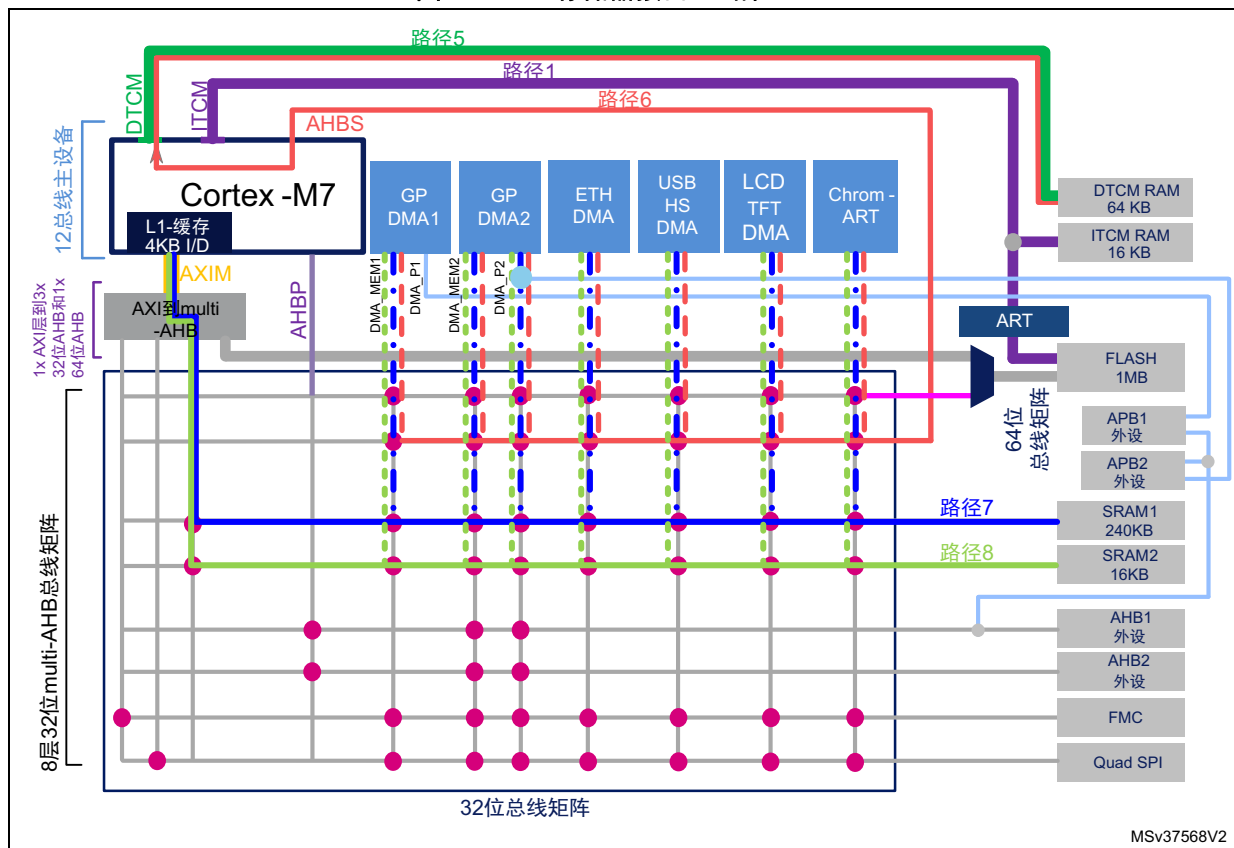 路径5
路径1
路径6
DTCM
ITCM
AHBS
12总线主设备
Cortex -M7
L1-缓存
4KB I/D
GP
DMA1
GP
DMA2
ETH
DMA
USB
HS
DMA
LCD
TFT
DMA
Chrom -
ART
DTCM RAM
64 KB
ITCM RAM
16 KB
AXIM
AXI到multi
-AHB
1x AXI层到3x
32位AHB和1x
64位AHB
AHBP
DMA_MEM1
DMA_P1
DMA_MEM2
DMA_P2
ART
FLASH
1MB
64位
总线矩阵
APB1
外设
APB2
外设
路径7
SRAM1
240KB
路径8
SRAM2
16KB
8层32位multi-AHB总线矩阵
AHB1
外设
AHB2
外设
FMC
Quad SPI
32位总线矩阵
MSv37568V2